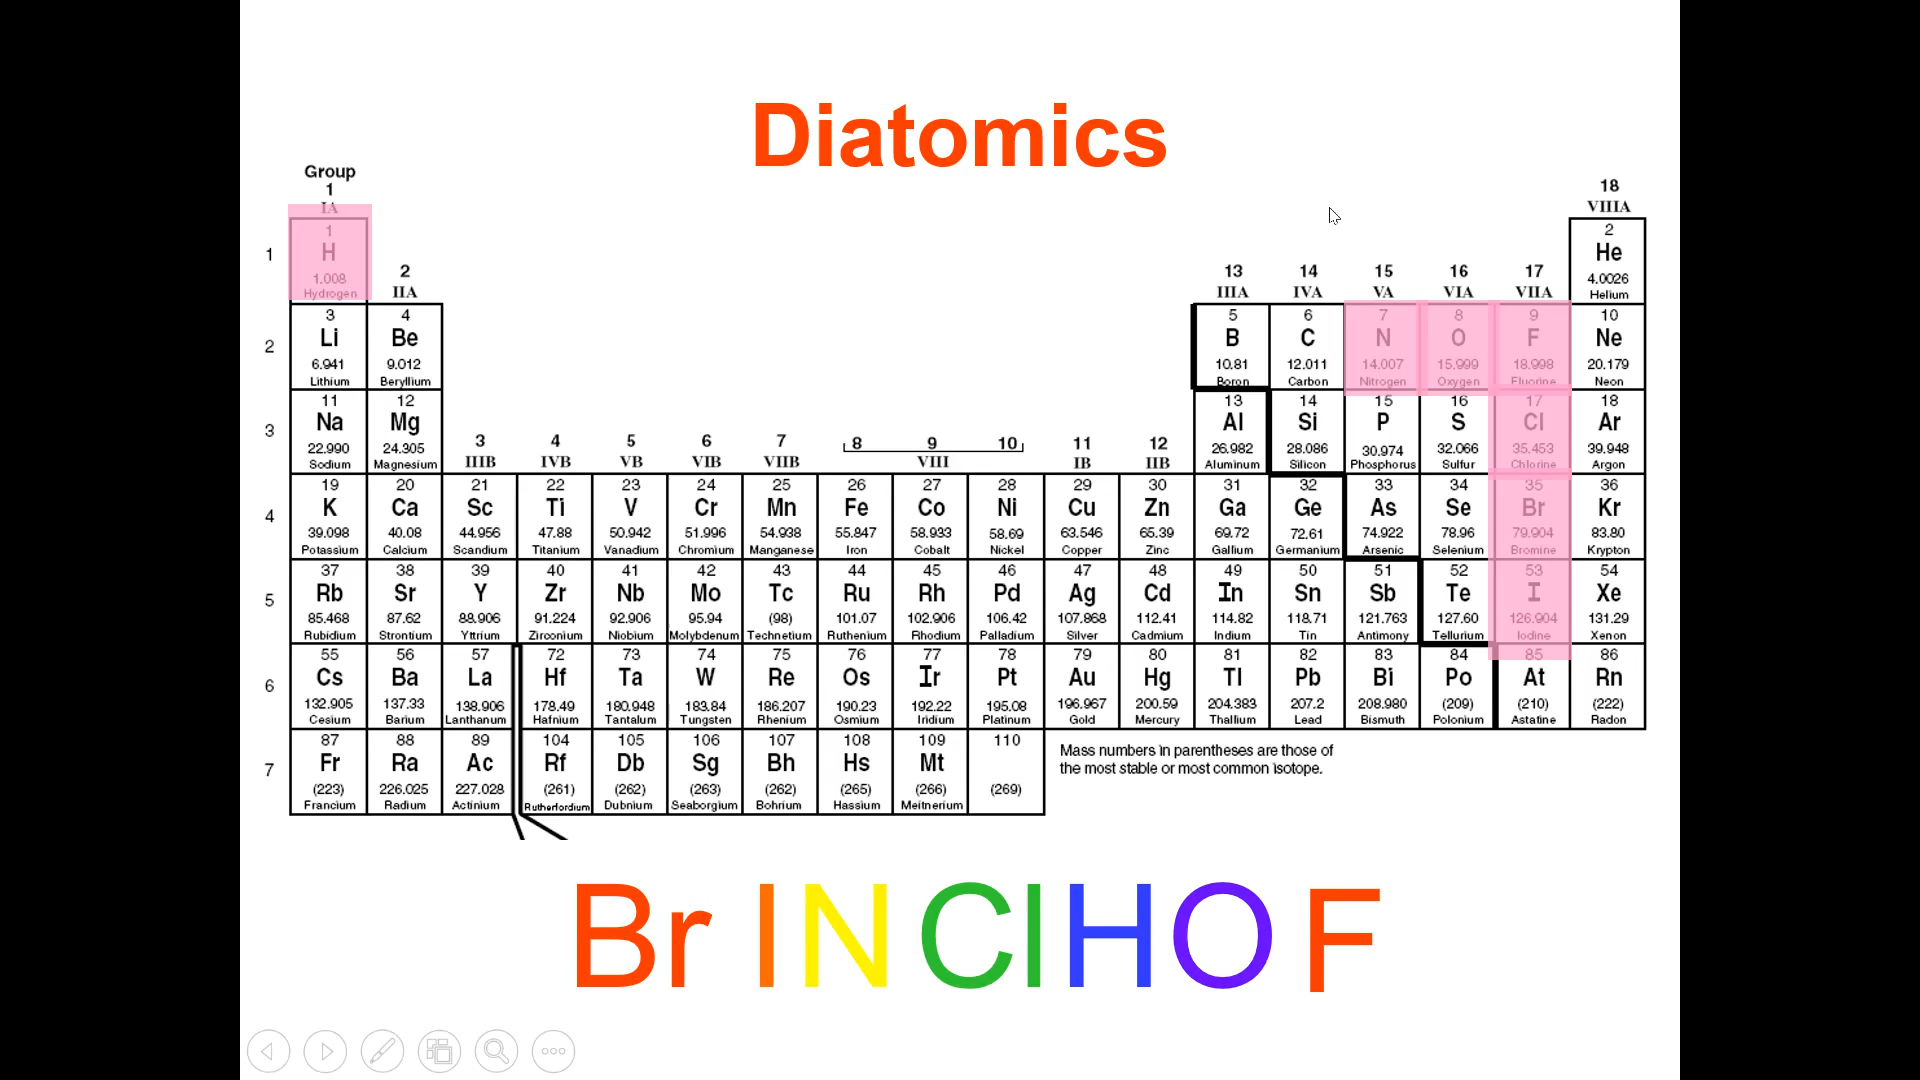 Diatomics
Group
1 18
IA VIIIA
1 2
1 H He
1.008 2 13 14 15 16 17 4.0026
Hydrogen IIA IIIA IVA VA VIA VIIA Helium
3 4 5 6 7 8 9 10
2 Li Be B C N O F Ne
6.941 9.012 10.81 12.011 14.007 15.999 18.998 20.179
Lithium Beryllium Boron Carbon Nitrogen Oxygen Fluorine Neon
11 12 13 14 15 16 17 18
3 Na Mg Al Si P S Cl Ar
22.990 24.305 3 4 5 6 7 8 9 10 11 12 26.982 28.086 30.974 32.066 35.453 39.948
Sodium Magnesium IIIB IVB VB VIB VIIB VIII IB IIB Aluminum Silicon Phosphorus Sulfur Chlorine Argon
19 20 21 22 23 24 25 26 27 28 29 30 31 32 33 34 35 36
4 K Ca Sc Ti V Cr Mn Fe Co Ni Cu Zn Ga Ge As Se Br Kr
39.098 40.08 44.956 47.88 50.942 51.996 54.938 55.847 58.933 58.69 63.546 65.39 69.72 72.61 74.922 78.96 79.904 83.80
Potassium Calcium Scandium Titanium Vanadium Chromium Manganese Iron Cobalt Nickel Copper Zinc Gallium Germanium Arsenic Selenium Bromine Krypton
37 38 39 40 41 42 43 44 45 46 47 48 49 50 51 52 53 54
5 Rb Sr Y Zr Nb Mo Tc Ru Rh Pd Ag Cd In Sn Sb Te I Xe
85.468 87.62 88.906 91.224 92.906 95.94 (98) 101.07 102.906 106.42 107.868 112.41 114.82 118.71 121.763 127.60 126.904 131.29
Rubidium Strontium Yttrium Zirconium Niobium Molybdenum Technetium Ruthenium Rhodium Palladium Silver Cadmium Indium Tin Antimony Tellurium Iodine Xenon
55 56 57 72 73 74 75 76 77 78 79 80 81 82 83 84 85 86
6 Cs Ba La Hf Ta W Re Os Ir Pt Au Hg Tl Pb Bi Po At Rn
132.905 137.33 138.906 178.49 180.948 183.84 186.207 190.23 192.22 195.08 196.967 200.59 204.383 207.2 208.980 (209) (210) (222)
Cesium Barium Lanthanum Hafnium Tantalum Tungsten Rhenium Osmium Iridium Platinum Gold Mercury Thallium Lead Bismuth Polonium Astatine Radon
87 88 89 104 105 106 107 108 109 110
7 Fr Ra Ac Rf Db Sg Bh Hs Mt
(223) 226.025 227.028 (261) (262) (263) (262) (265) (266) (269)
Francium Radium Actinium Rutherfordium Dubnium Seaborgium Bohrium Hassium Meitnerium
Mass numbers in parentheses are those of
the most stable or most common isotope.
Br I N Cl H O F